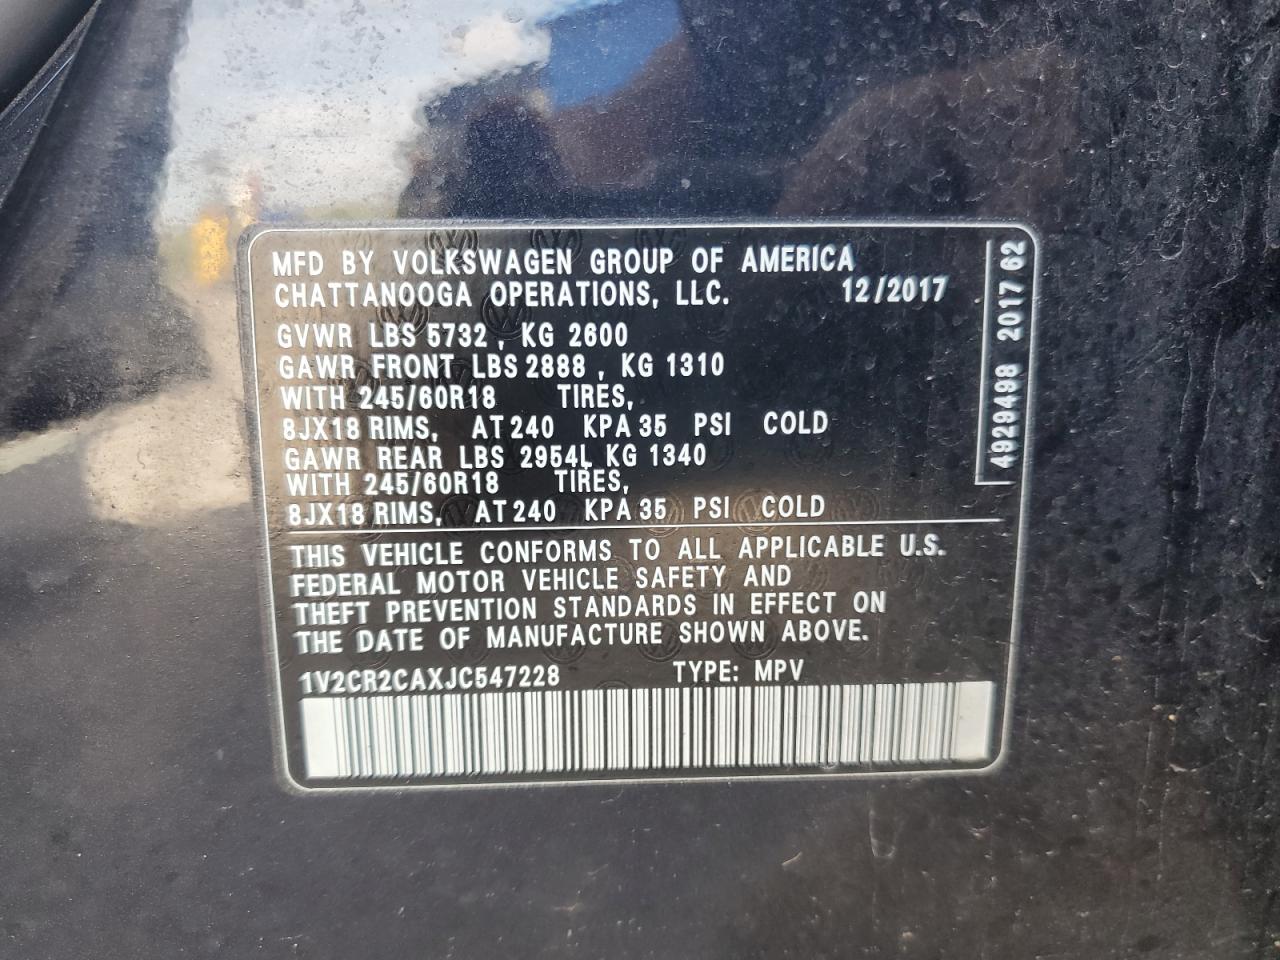 MFD BY VOLKSWAGEN GROUP OF AMERICA
CHATTANOOGA OPERATIONS, LLC. 12/2017
GVWR LBS 5732, KG 2600
GAWR FRONT LBS 2888, KG 1310
WITH 245/60R18 TIRES,
8JX18 RIMS, AT 240 KPA 35 PSI COLD
GAWR REAR LBS 2954L KG 1340
WITH 245/60R18 TIRES,
8JX18 RIMS, AT 240 KPA 35 PSI COLD
THIS VEHICLE CONFORMS TO ALL APPLICABLE U.S.
FEDERAL MOTOR VEHICLE SAFETY AND
THEFT PREVENTION STANDARDS IN EFFECT ON
THE DATE OF MANUFACTURE SHOWN ABOVE.
1V2CR2CAXJC547228 TYPE: MPV
4929498 2017 62